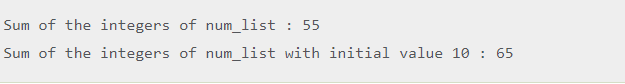 Sum of the integers of num_list : 55
Sum of the integers of num_list with initial value 10 : 65